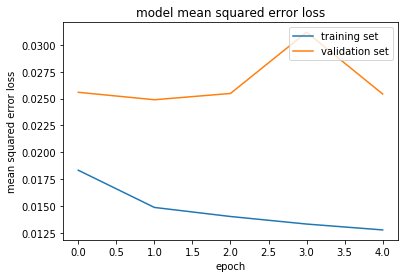 model mean squared error loss
training set
validation set
mean squared error loss
0.0300
0.0275
0.0250
0.0225
0.0200
0.0175
0.0150
0.0125
0.0 0.5 1.0 1.5 2.0 2.5 3.0 3.5 4.0
epoch